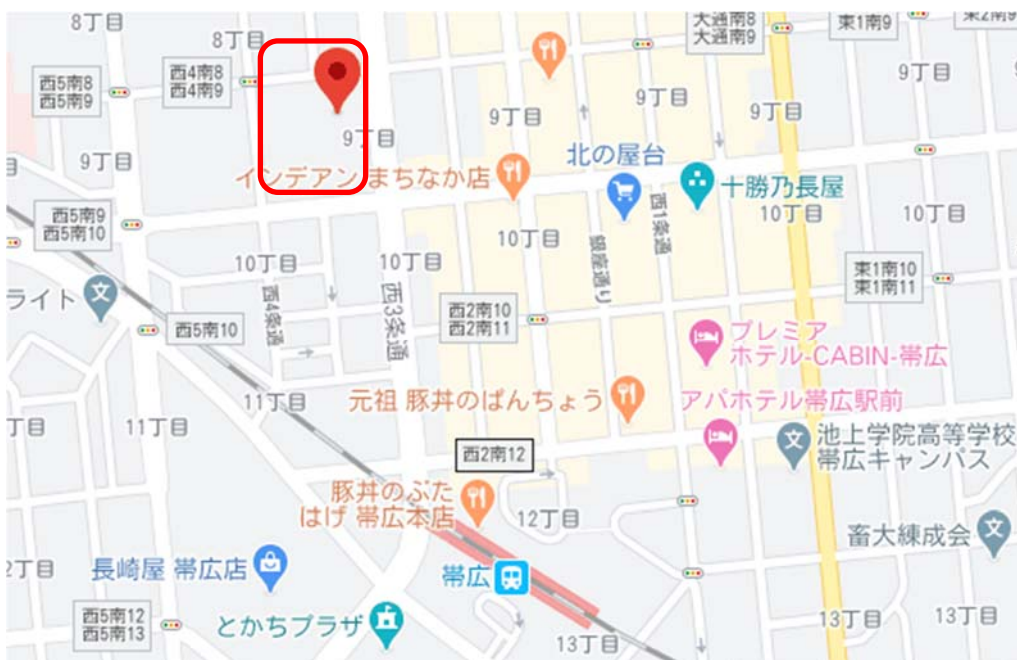 8丁目
8丁目
大通南8
大通南9
東1南9
東2南9
西5南8
西5南9
西4南8
西4南9
9丁目
9丁目
9丁目
9丁目
9丁目
9丁目
インデアン まちなか店
北の屋台
十勝乃長屋
西5南9
西5南10
10丁目
10丁目
10丁目
10丁目
10丁目
西1条通
銀座通り
東1南10
東1南11
ライト
西4条通
西3条通
西5南10
西2南10
西2南11
プレミア
ホテル-CABIN-帯広
11丁目
元祖 豚丼のぱんちょう
アパホテル帯広駅前
丁目
11丁目
西2南12
池上学院高等学校
帯広キャンパス
豚丼のぶた
はげ 帯広本店
12丁目
畜大練成会
2丁目
長崎屋 帯広店
帯広
西5南12
西5南13
とかちプラザ
13丁目
13丁目
13丁目